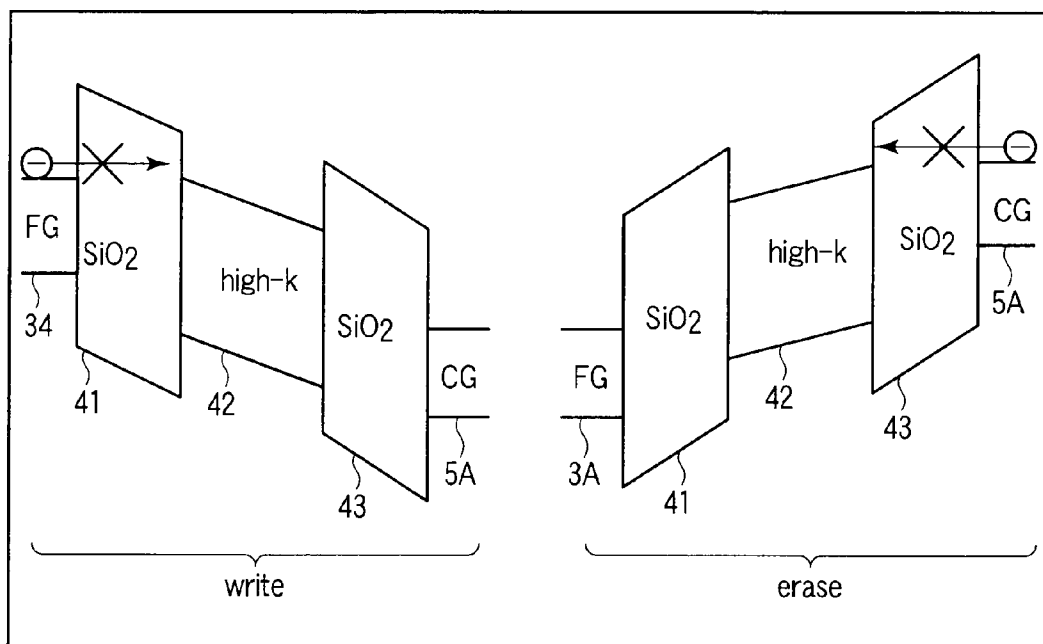 FG
SiO2
high-k
SiO2
CG
34
41
42
43
5A
write
FG
SiO2
high-k
SiO2
CG
3A
41
42
43
5A
erase